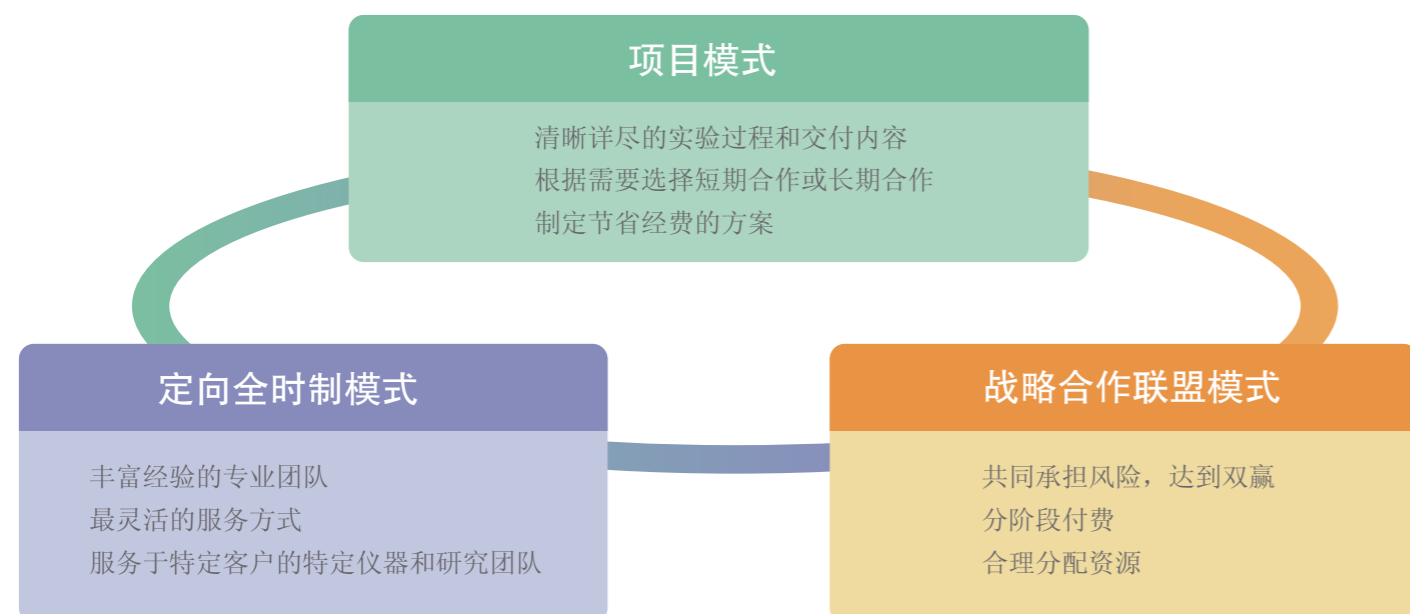 项目模式
清晰详尽的实验过程和交付内容
根据需要选择短期合作或长期合作
制定节省经费的方案
定向全时制模式
丰富经验的专业团队
最灵活的服务方式
服务于特定客户的特定仪器和研究团队
战略合作联盟模式
共同承担风险，达到双赢
分阶段付费
合理分配资源